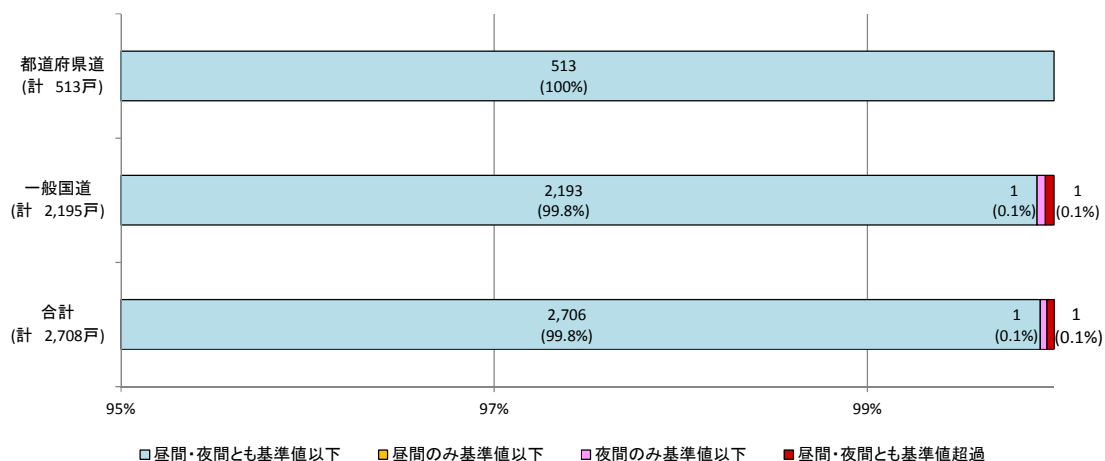 都道府県道
(計 513戸)
513
(100%)
一般国道
(計 2,195戸)
2,193
(99.8%)
1
(0.1%)
1
(0.1%)
合計
(計 2,708戸)
2,706
(99.8%)
1
(0.1%)
1
(0.1%)
95%
97%
99%
昼間・夜間とも基準値以下
昼間のみ基準値以下
夜間のみ基準値以下
昼間・夜間とも基準値超過